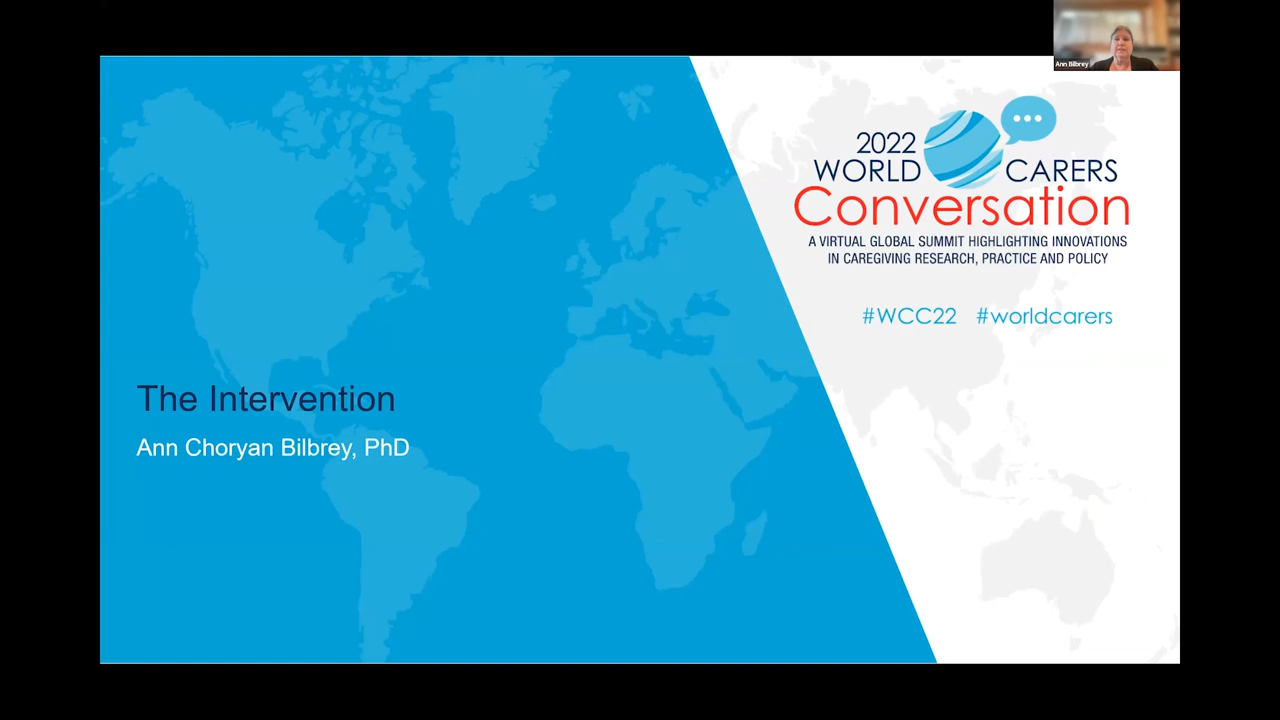 Ann Bilbrey
2022
WORLD CARERS
Conversation
A VIRTUAL GLOBAL SUMMIT HIGHLIGHTING INNOVATIONS
IN CAREGIVING RESEARCH, PRACTICE AND POLICY
#WCC22 #worldcarers
The Intervention
Ann Choryan Bilbrey, PhD